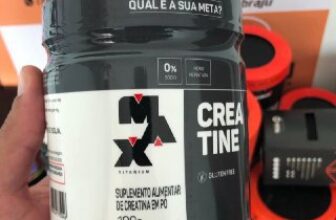 QUAL É A SUA META?
0%
MAX
TITANIUM
CREA
TINE
GLUTEN FREE
SUPLEMENTO ALIMENTAR
DE CREATINA EM PÓ